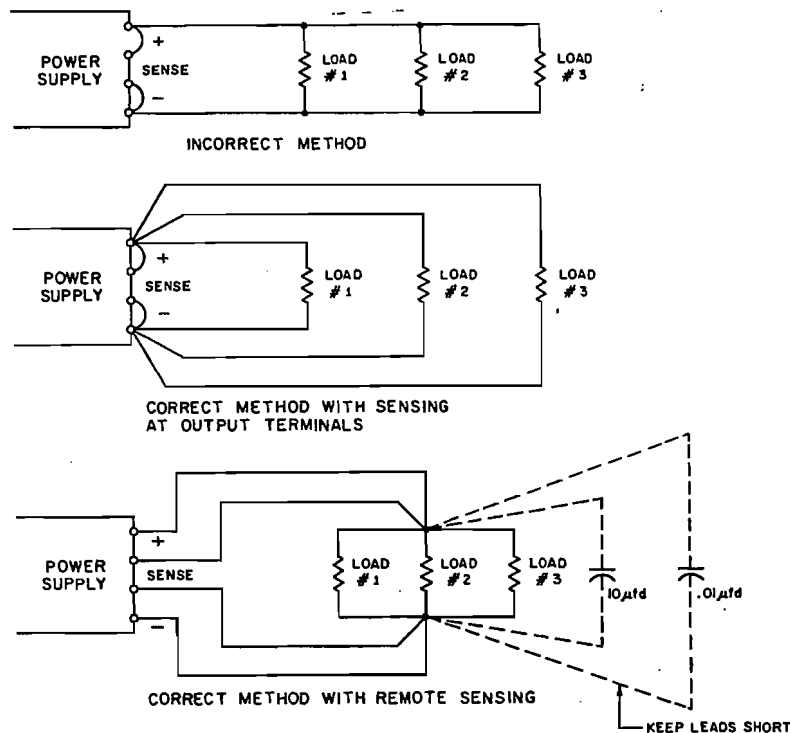 POWER
SUPPLY
+
SENSE
−
LOAD
#1
LOAD
#2
LOAD
#3
INCORRECT METHOD
POWER
SUPPLY
+
SENSE
−
LOAD
#1
LOAD
#2
LOAD
#3
CORRECT METHOD WITH SENSING
AT OUTPUT TERMINALS
POWER
SUPPLY
+
SENSE
−
LOAD
#1
LOAD
#2
LOAD
#3
10µfd
.01µfd
CORRECT METHOD WITH REMOTE SENSING
KEEP LEADS SHORT